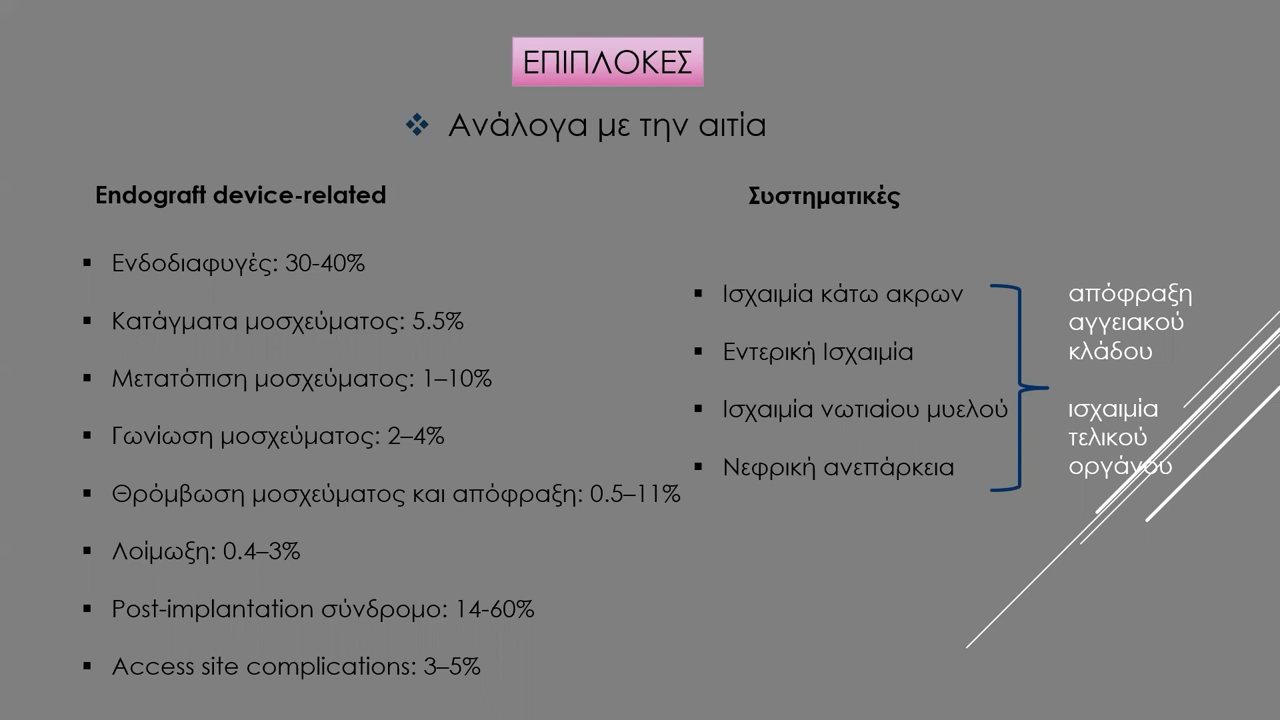 ΕΠΙΠΛΟΚΕΣ
Ανάλογα με την αιτία
Endograft device-related
Ενδοδιαφυγές: 30-40%
Κατάγματα μοσχεύματος: 5.5%
Μετατόπιση μοσχεύματος: 1–10%
Γωνίωση μοσχεύματος: 2–4%
Θρόμβωση μοσχεύματος και απόφραξη: 0.5–11%
Λοίμωξη: 0.4–3%
Post-implantation σύνδρομο: 14-60%
Access site complications: 3–5%
Συστηματικές
Ισχαιμία κάτω ακρων
Εντερική Ισχαιμία
Ισχαιμία νωτιαίου μυελού
Νεφρική ανεπάρκεια
απόφραξη
αγγειακού
κλάδου
ισχαιμία
τελικού
οργάνου